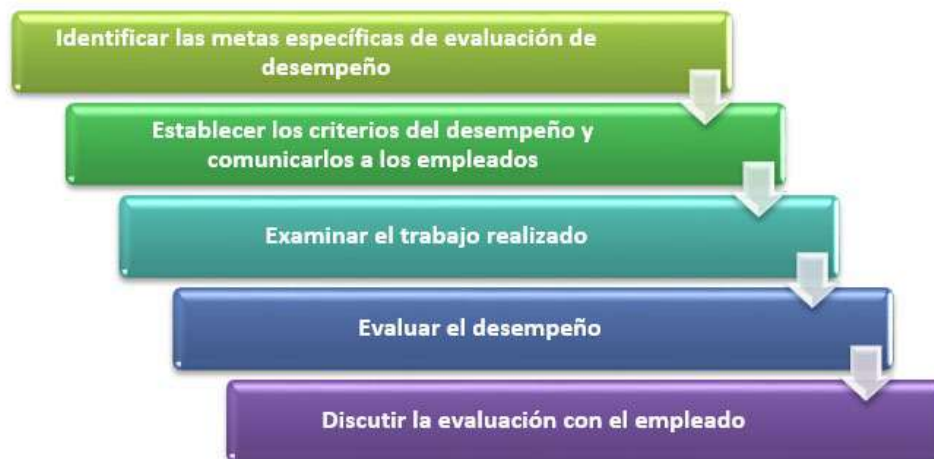 Identificar las metas específicas de evaluación de
desempeño
Establecer los criterios del desempeño y
comunicarlos a los empleados
Examinar el trabajo realizado
Evaluar el desempeño
Discutir la evaluación con el empleado